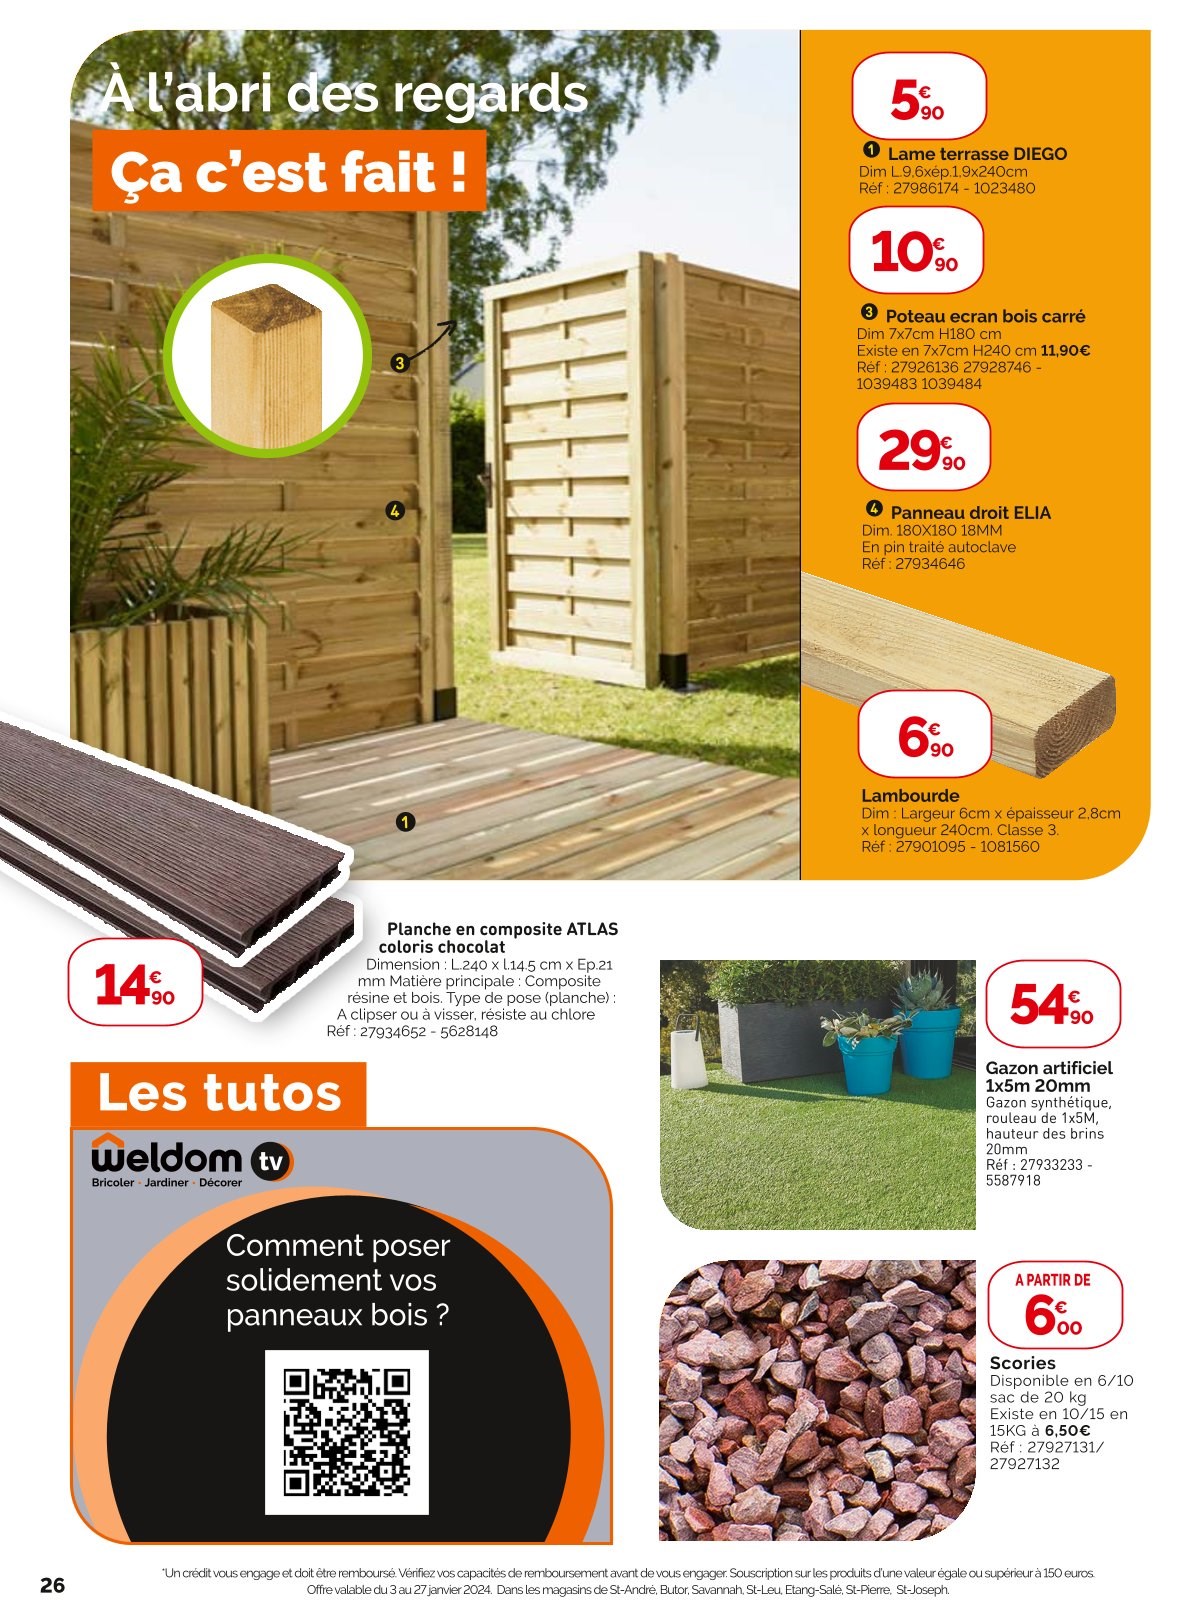 À l'abri des regards
Ça c'est fait !
5€90
1 Lame terrasse DIEGO
Dim L.9,6xép.1,9x240cm
Réf : 27986174 - 1023480
10€90
3 Poteau ecran bois carré
Dim 7x7cm H180 cm
Existe en 7x7cm H240 cm 11,90€
Réf : 27926136 27928746 -
1039483 1039484
29€90
4 Panneau droit ELIA
Dim. 180X180 18MM
En pin traité autoclave
Réf : 27934646
3
4
1
6€90
Lambourde
Dim : Largeur 6cm x épaisseur 2,8cm
x longueur 240cm. Classe 3.
Réf : 27901095 - 1081560
14€90
Planche en composite ATLAS
coloris chocolat
Dimension : L.240 x l.14.5 cm x Ep.21
mm Matière principale : Composite
résine et bois. Type de pose (planche) :
A clipser ou à visser, résiste au chlore
Réf : 27934652 - 5628148
54€90
Gazon artificiel
1x5m 20mm
Gazon synthétique,
rouleau de 1x5M,
hauteur des brins
20mm
Réf : 27933233 -
5587918
Les tutos
weldom tv
Bricoler - Jardiner - Décorer
Comment poser
solidement vos
panneaux bois ?
A PARTIR DE
6€00
Scories
Disponible en 6/10
sac de 20 kg
Existe en 10/15 en
15KG à 6,50€
Réf : 27927131/
27927132
26
*Un crédit vous engage et doit être remboursé. Vérifiez vos capacités de remboursement avant de vous engager. Souscription sur les produits d'une valeur égale ou supérieur à 150 euros.
Offre valable du 3 au 27 janvier 2024. Dans les magasins de St-André, Butor, Savannah, St-Leu, Etang-Salé, St-Pierre, St-Joseph.